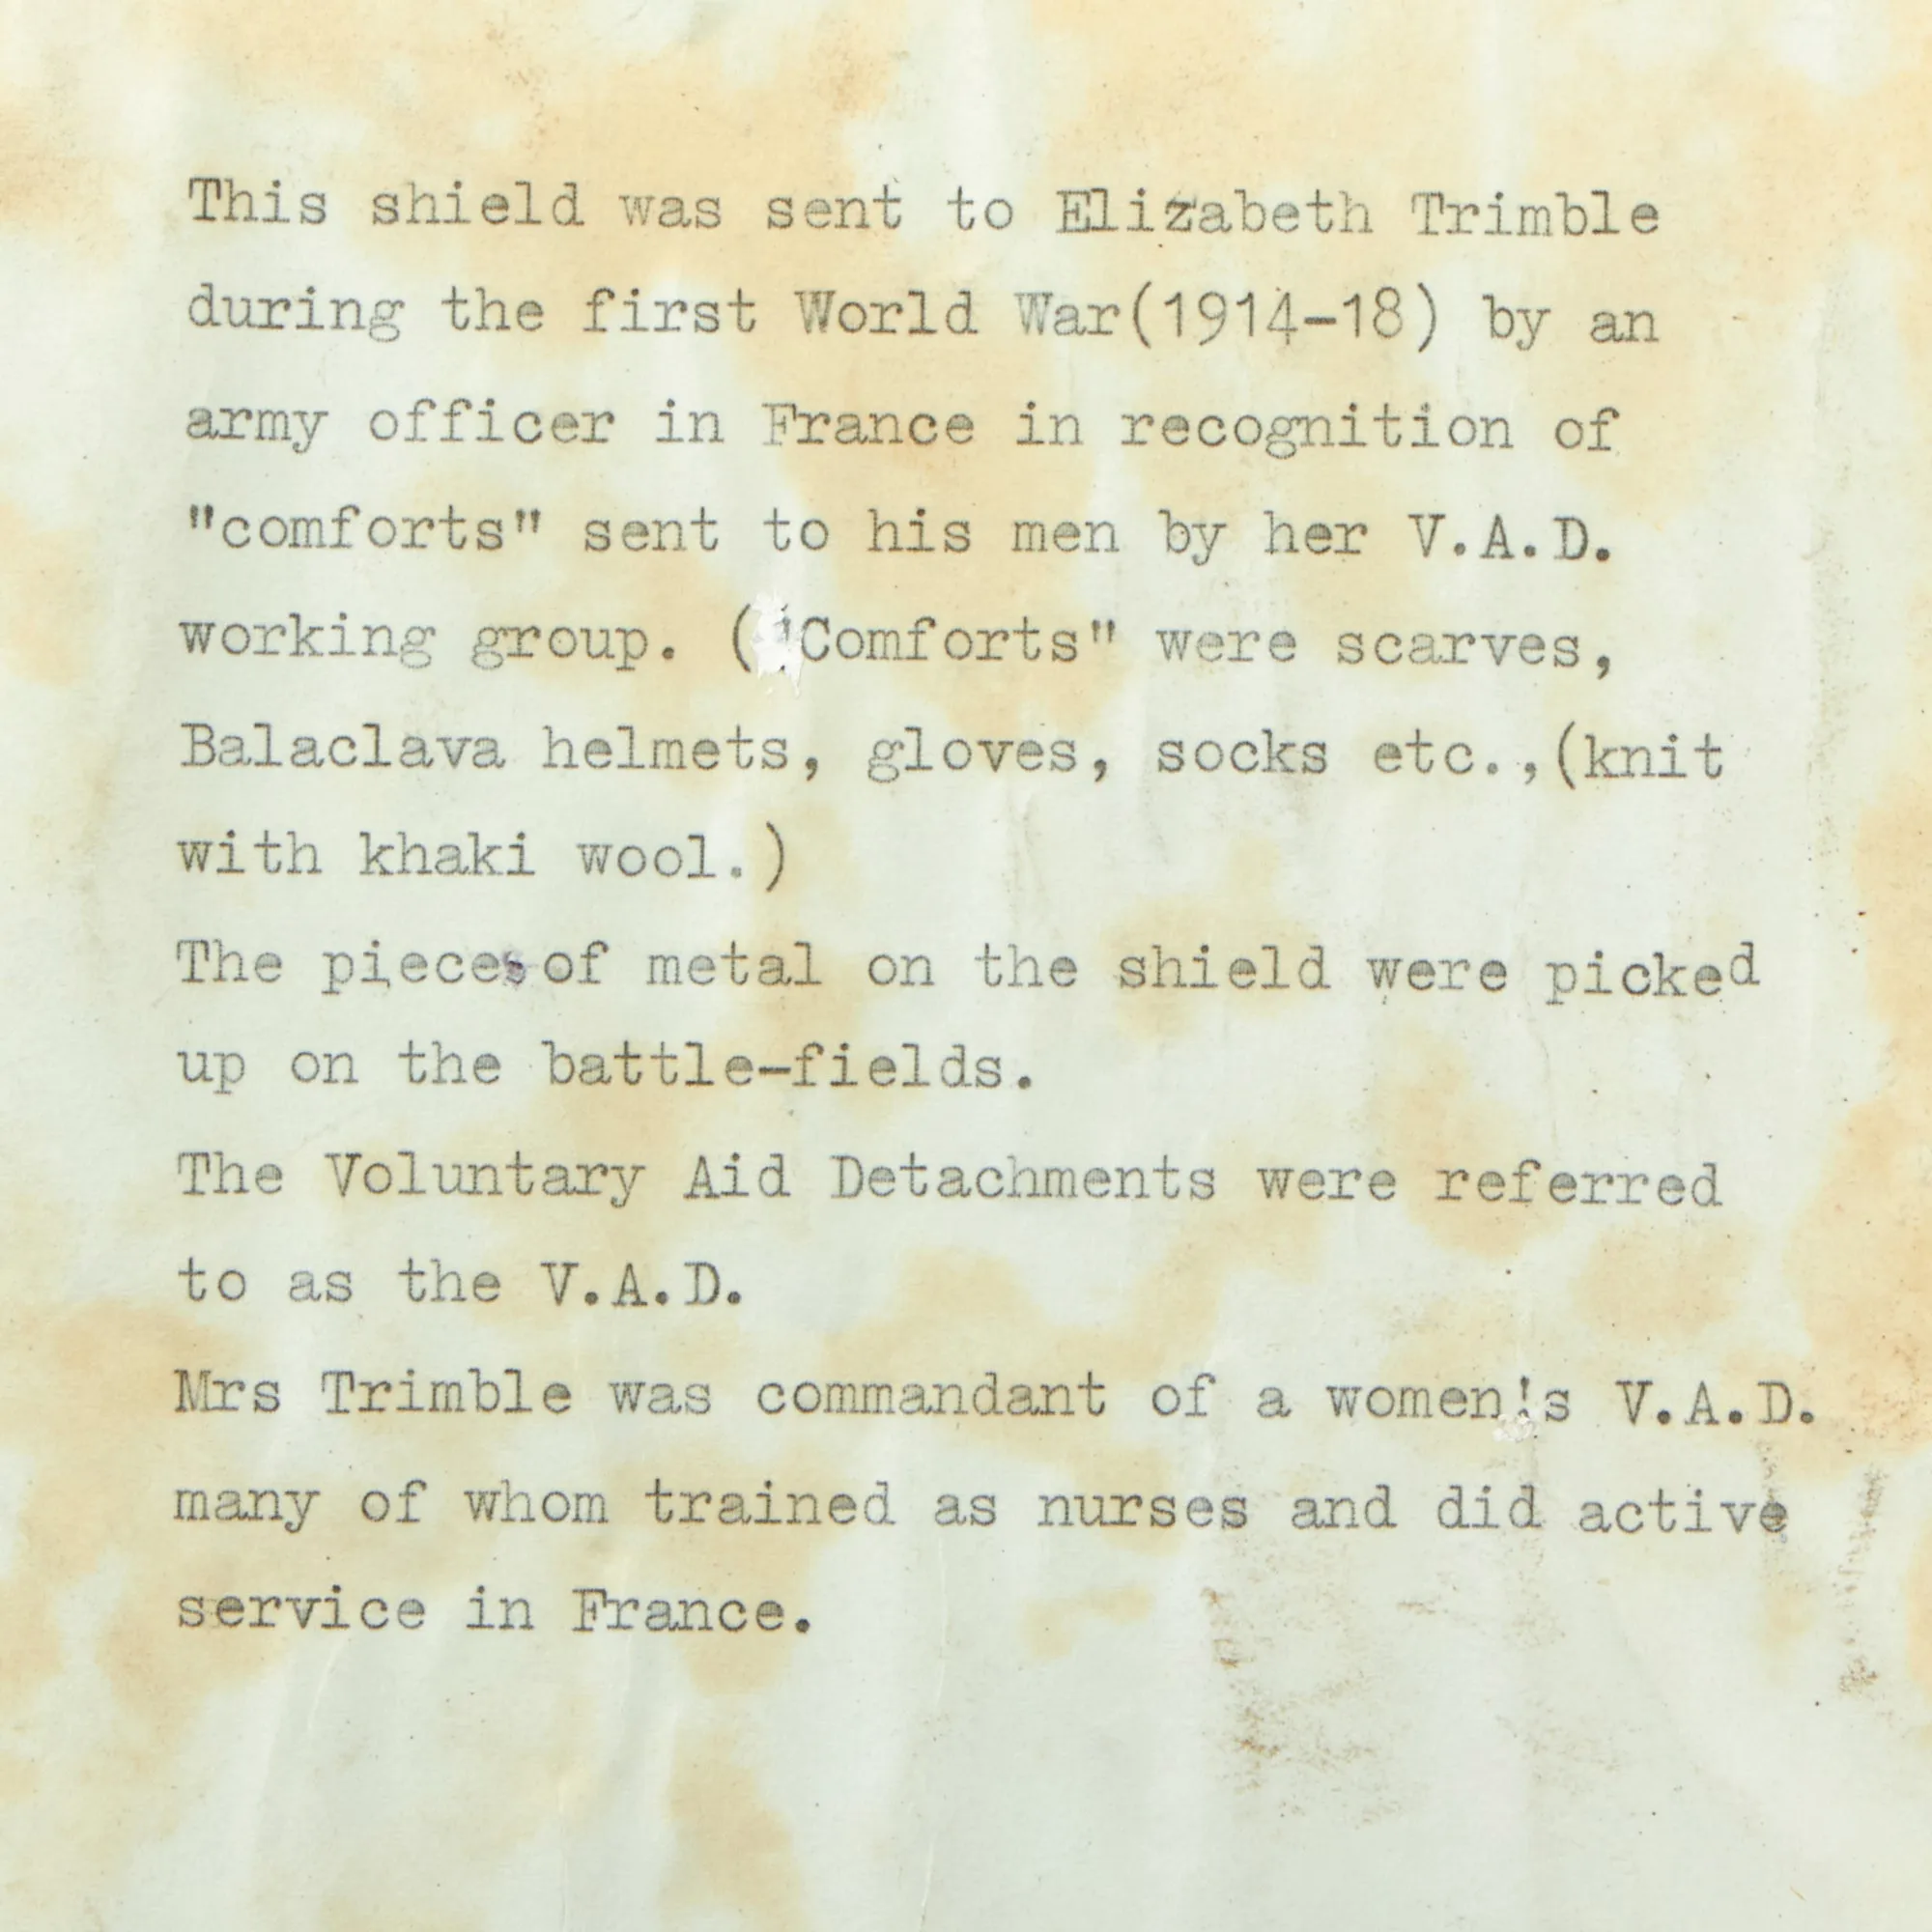 This shield was sent to Elizabeth Trimble
during the first World War(1914-18) by an
army officer in France in recognition of
"comforts" sent to his men by her V.A.D.
working group. ("Comforts" were scarves,
Balaclava helmets, gloves, socks etc.,(knit
with khaki wool.)
The pieces of metal on the shield were picked
up on the battle-fields.
The Voluntary Aid Detachments were referred
to as the V.A.D.
Mrs Trimble was commandant of a women's V.A.D.
many of whom trained as nurses and did active
service in France.